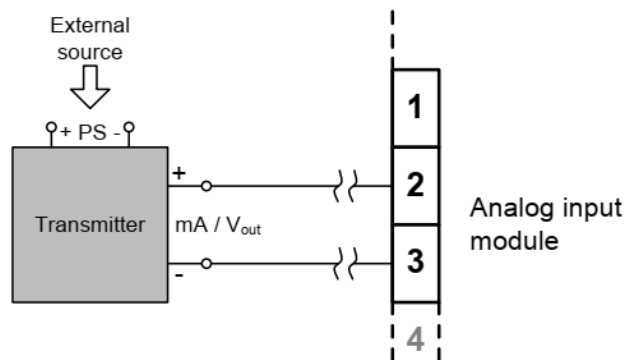 External
source
+ PS -
1
+
2
Transmitter
mA / Vout
Analog input
module
-
3
4